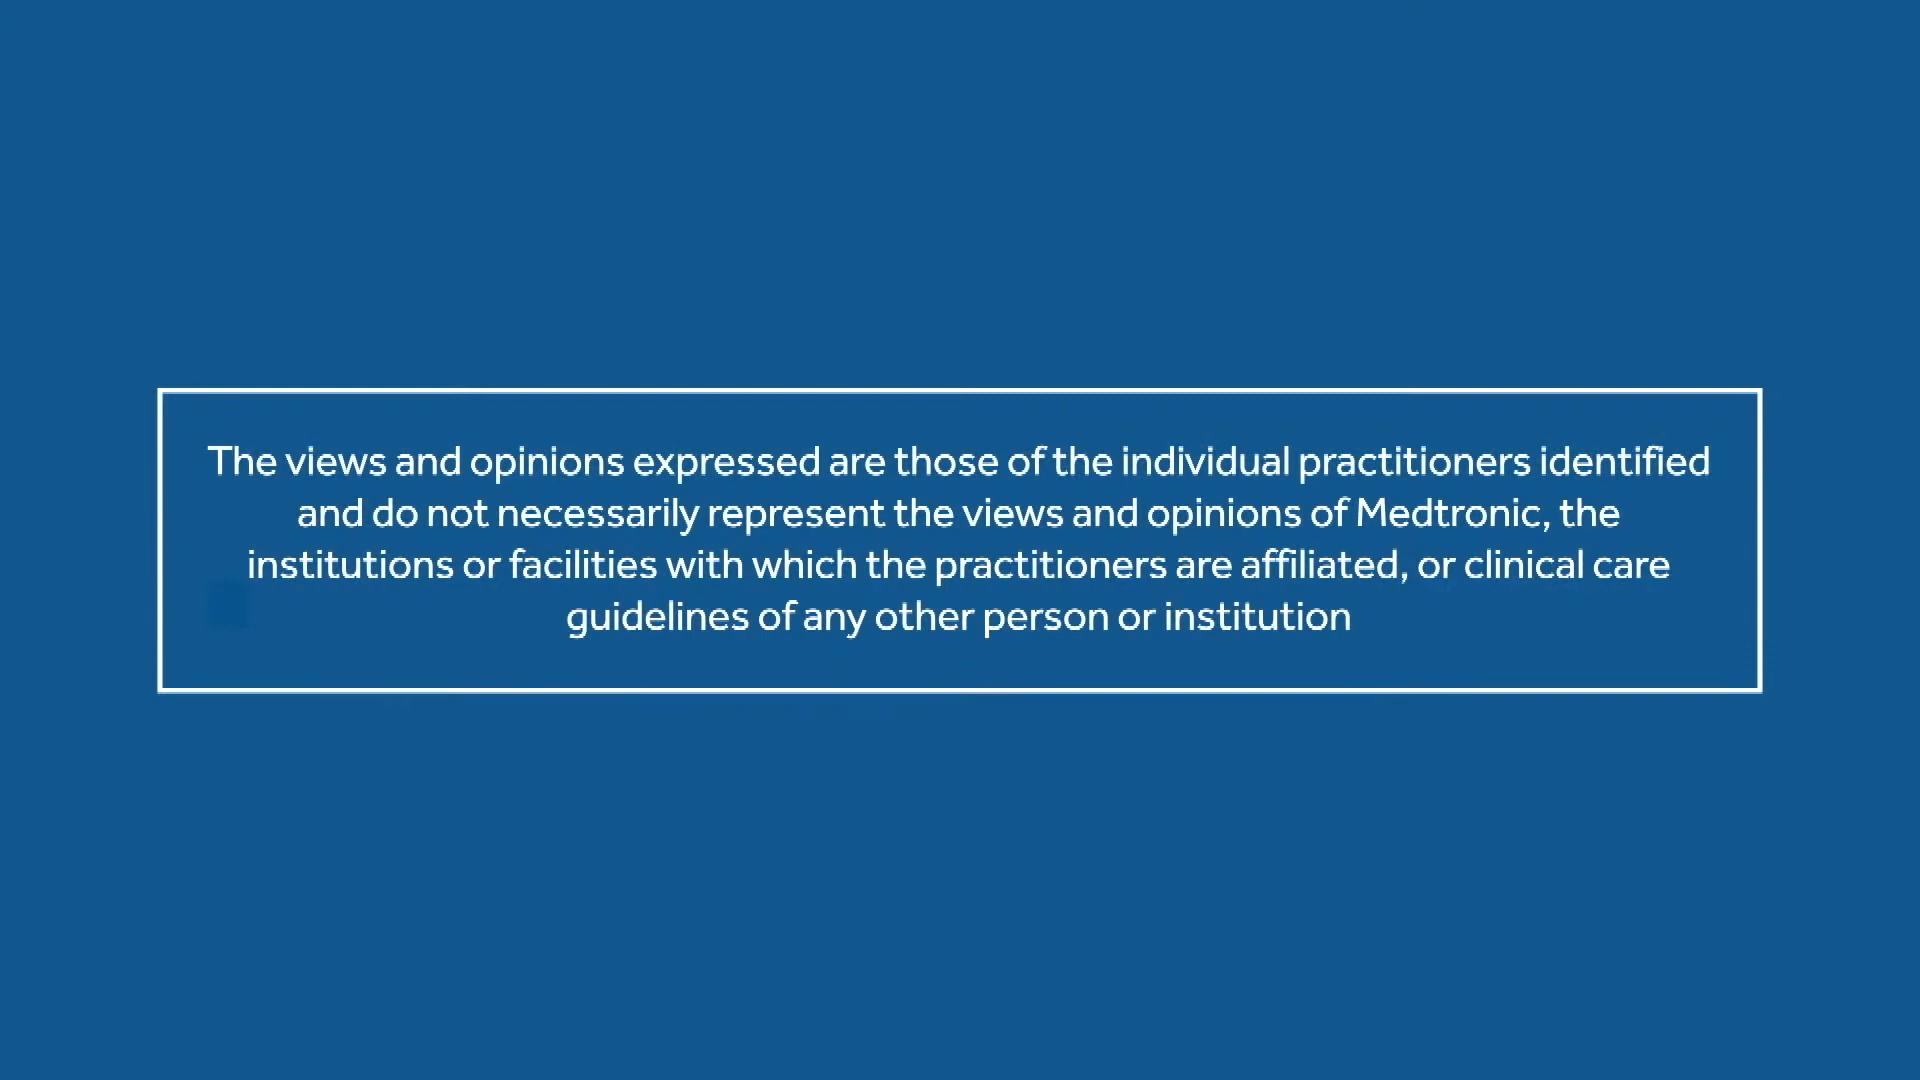 The views and opinions expressed are those of the individual practitioners identified
and do not necessarily represent the views and opinions of Medtronic, the
institutions or facilities with which the practitioners are affiliated, or clinical care
guidelines of any other person or institution